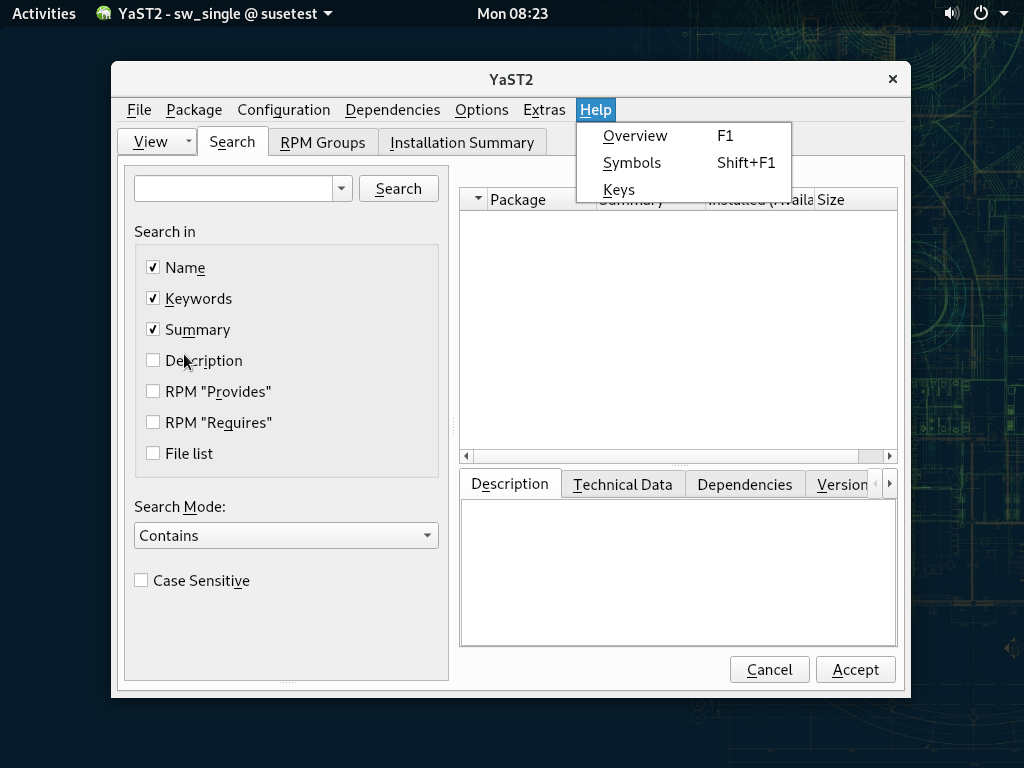 Activities YaST2 - sw_single @ susetest Mon 08:23
YaST2
File Package Configuration Dependencies Options Extras Help
View Search RPM Groups Installation Summary
Overview F1
Symbols Shift+F1
Keys
Search
Package Summary Installed (Availa Size
Search in
Name
Keywords
Summary
Description
RPM "Provides"
RPM "Requires"
File list
Search Mode:
Contains
Case Sensitive
Description Technical Data Dependencies Version
Cancel Accept